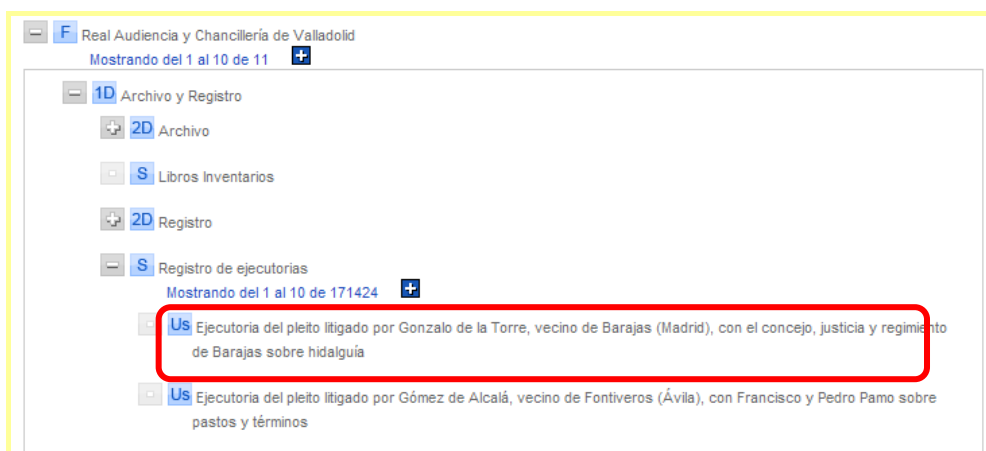 F Real Audiencia y Chancillería de Valladolid
Mostrando del 1 al 10 de 11
1D Archivo y Registro
2D Archivo
S Libros Inventarios
2D Registro
S Registro de ejecutorias
Mostrando del 1 al 10 de 171424
Us Ejecutoria del pleito litigado por Gonzalo de la Torre, vecino de Barajas (Madrid), con el concejo, justicia y regimiento
de Barajas sobre hidalguía
Us Ejecutoria del pleito litigado por Gómez de Alcalá, vecino de Fontiveros (Ávila), con Francisco y Pedro Pamo sobre
pastos y términos